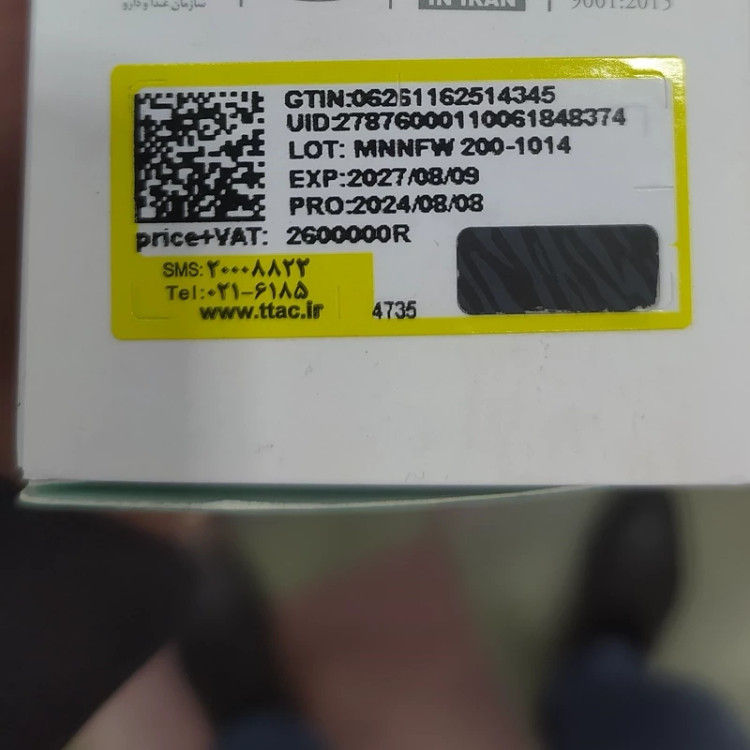 سازمان غذا و دارو
IN IRAN
9001:2015
GTIN:06261162514345
UID:27876000110061848374
LOT: MNNFW 200-1014
EXP:2027/08/09
PRO:2024/08/08
price+VAT: 2600000R
SMS:۲۰۰۰۸۸۲۲
Tel:۰۲۱-۶۱۸۵
www.ttac.ir
4735